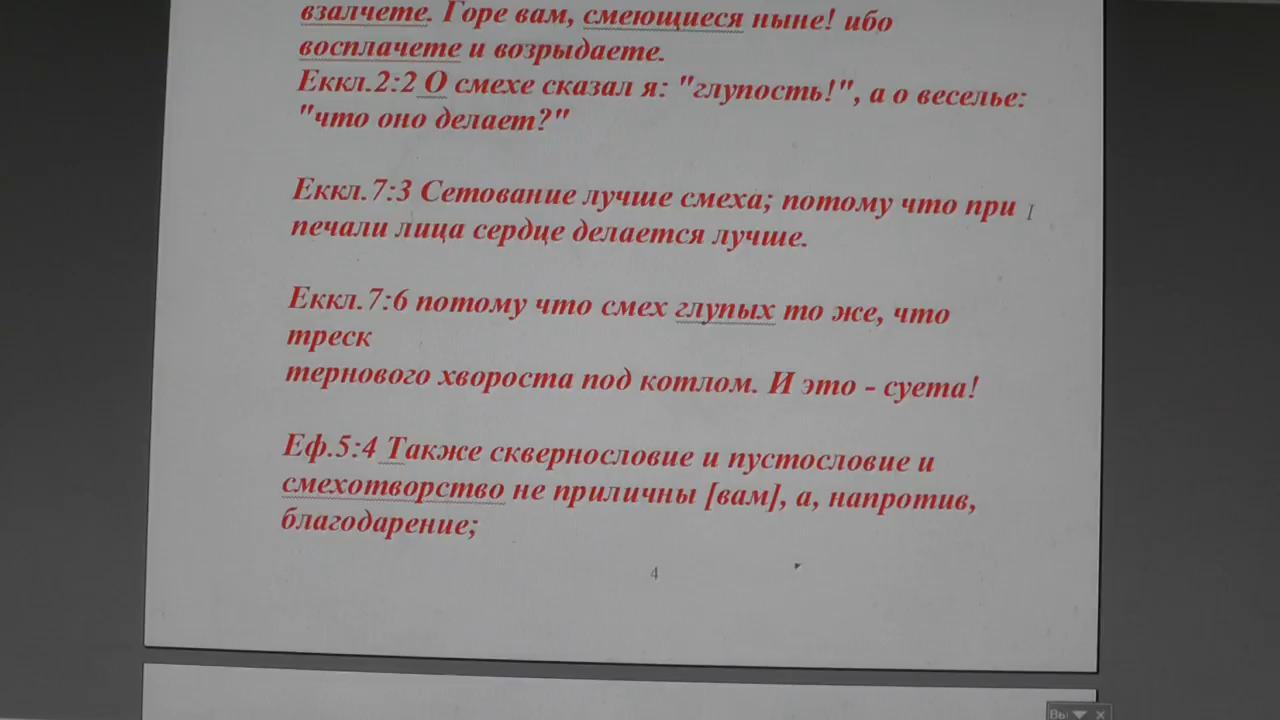 взалчете. Горе вам, смеющиеся ныне! ибо
восплачете и возрыдаете.
Еккл.2:2 О смехе сказал я: "глупость!", а о веселье:
"что оно делает?"
Еккл.7:3 Сетование лучше смеха; потому что при
печали лица сердце делается лучше.
Еккл.7:6 потому что смех глупых то же, что
треск
тернового хвороста под котлом. И это - суета!
Еф.5:4 Также сквернословие и пустословие и
смехотворство не приличны [вам], а, напротив,
благодарение;
4